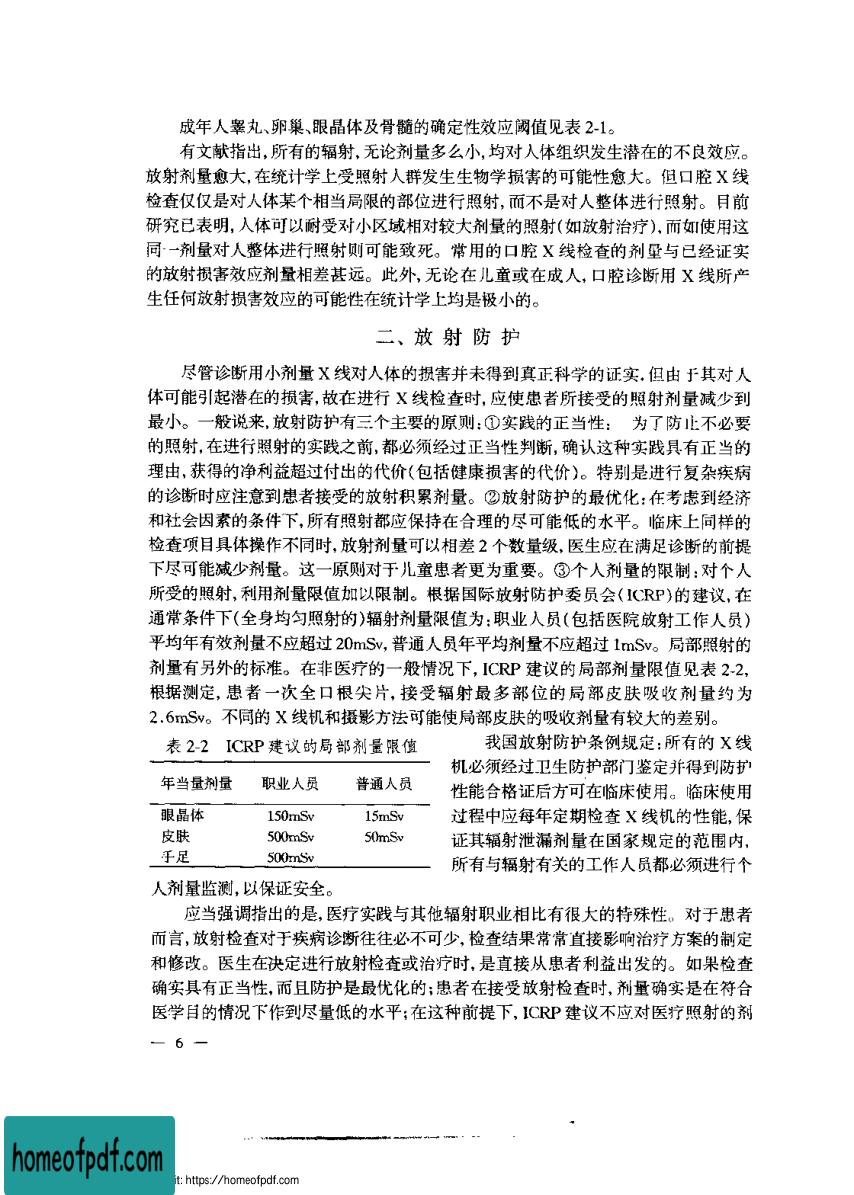 成年人睾丸、卵巢、眼晶体及骨髓的确定性效应阈值见表 2-1。
有文献指出,所有的辐射,无论剂量多么小,均对人体组织发生潜在的不良效应。
放射剂量愈大,在统计学上受照射人群发生生物学损害的可能性愈大。但口腔 X 线
检查仅仅是对人体某个相当局限的部位进行照射,而不是对人整体进行照射。目前
研究已表明,人体可以耐受对小区域相对较大剂量的照射(如放射治疗),而如使用这
同一剂量对人整体进行照射则可能致死。常用的口腔 X 线检查的剂量与已经证实
的放射损害效应剂量相差甚远。此外,无论在儿童或在成人,口腔诊断用 X 线所产
生任何放射损害效应的可能性在统计学上均是极小的。
二、放射防护
尽管诊断用小剂量 X 线对人体的损害并未得到真正科学的证实,但由于其对人
体可能引起潜在的损害,故在进行 X 线检查时,应使患者所接受的照射剂量减少到
最小。一般说来,放射防护有三个主要的原则:①实践的正当性: 为了防止不必要
的照射,在进行照射的实践之前,都必须经过正当性判断,确认这种实践具有正当的
理由,获得的净利益超过付出的代价(包括健康损害的代价)。特别是进行复杂疾病
的诊断时应注意到患者接受的放射积累剂量。②放射防护的最优化:在考虑到经济
和社会因素的条件下,所有照射都应保持在合理的尽可能低的水平。临床上同样的
检查项目具体操作不同时,放射剂量可以相差 2 个数量级,医生应在满足诊断的前提
下尽可能减少剂量。这一原则对于儿童患者更为重要。③个人剂量的限制:对个人
所受的照射,利用剂量限值加以限制。根据国际放射防护委员会(ICRP)的建议,在
通常条件下(全身均匀照射的)辐射剂量限值为:职业人员(包括医院放射工作人员)
平均年有效剂量不应超过 20mSv,普通人员年平均剂量不应超过 1mSv。局部照射的
剂量有另外的标准。在非医疗的一般情况下,ICRP 建议的局部剂量限值见表 2-2,
根据测定,患者一次全口根尖片,接受辐射最多部位的局部皮肤吸收剂量约为
2.6mSv。不同的 X 线机和摄影方法可能使局部皮肤的吸收剂量有较大的差别。
表 2-2 ICRP 建议的局部剂量限值
年当量剂量 职业人员 普通人员
眼晶体 150mSv 15mSv
皮肤 500mSv 50mSv
手足 500mSv
我国放射防护条例规定:所有的 X 线
机必须经过卫生防护部门鉴定并得到防护
性能合格证后方可在临床使用。临床使用
过程中应每年定期检查 X 线机的性能,保
证其辐射泄漏剂量在国家规定的范围内,
所有与辐射有关的工作人员都必须进行个
人剂量监测,以保证安全。
应当强调指出的是,医疗实践与其他辐射职业相比有很大的特殊性。对于患者
而言,放射检查对于疾病诊断往往必不可少,检查结果常常直接影响治疗方案的制定
和修改。医生在决定进行放射检查或治疗时,是直接从患者利益出发的。如果检查
确实具有正当性,而且防护是最优化的;患者在接受放射检查时,剂量确实是在符合
医学目的情况下作到尽量低的水平;在这种前提下,ICRP 建议不应对医疗照射的剂
— 6 —
homeofpdf.com
it: https://homeofpdf.com